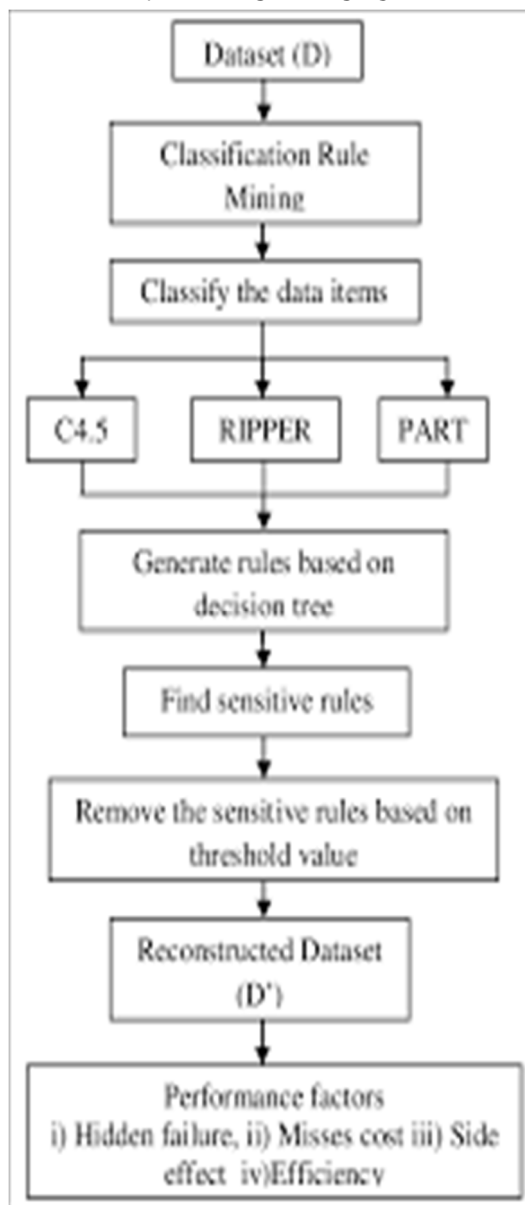 Dataset (D)
Classification Rule
Mining
Classify the data items
C4.5
RIPPER
PART
Generate rules based on
decision tree
Find sensitive rules
Remove the sensitive rules based on
threshold value
Reconstructed Dataset
(D')
Performance factors
i) Hidden failure, ii) Misses cost iii) Side
effect iv)Efficiency